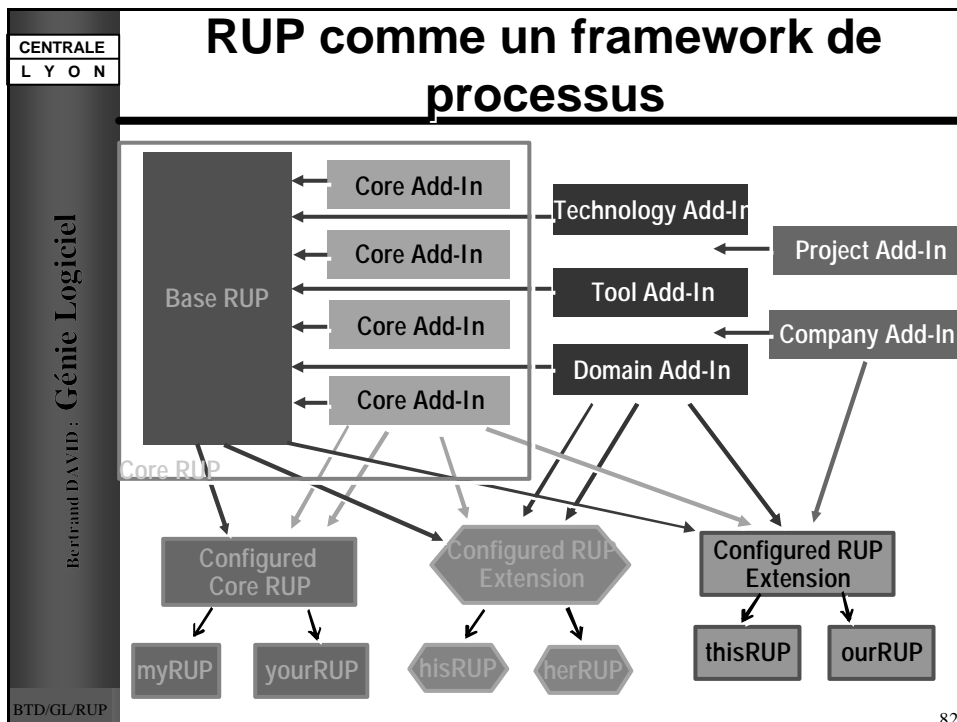 CENTRALE
L Y O N
RUP comme un framework de
processus
Bertrand DAVID : Génie Logiciel
Base RUP
Core Add-In
Core Add-In
Core Add-In
Core Add-In
Core RUP
Technology Add-In
Tool Add-In
Domain Add-In
Project Add-In
Company Add-In
Configured
Core RUP
Configured RUP
Extension
Configured RUP
Extension
myRUP
yourRUP
hisRUP
herRUP
thisRUP
ourRUP
BTD/GL/RUP
82